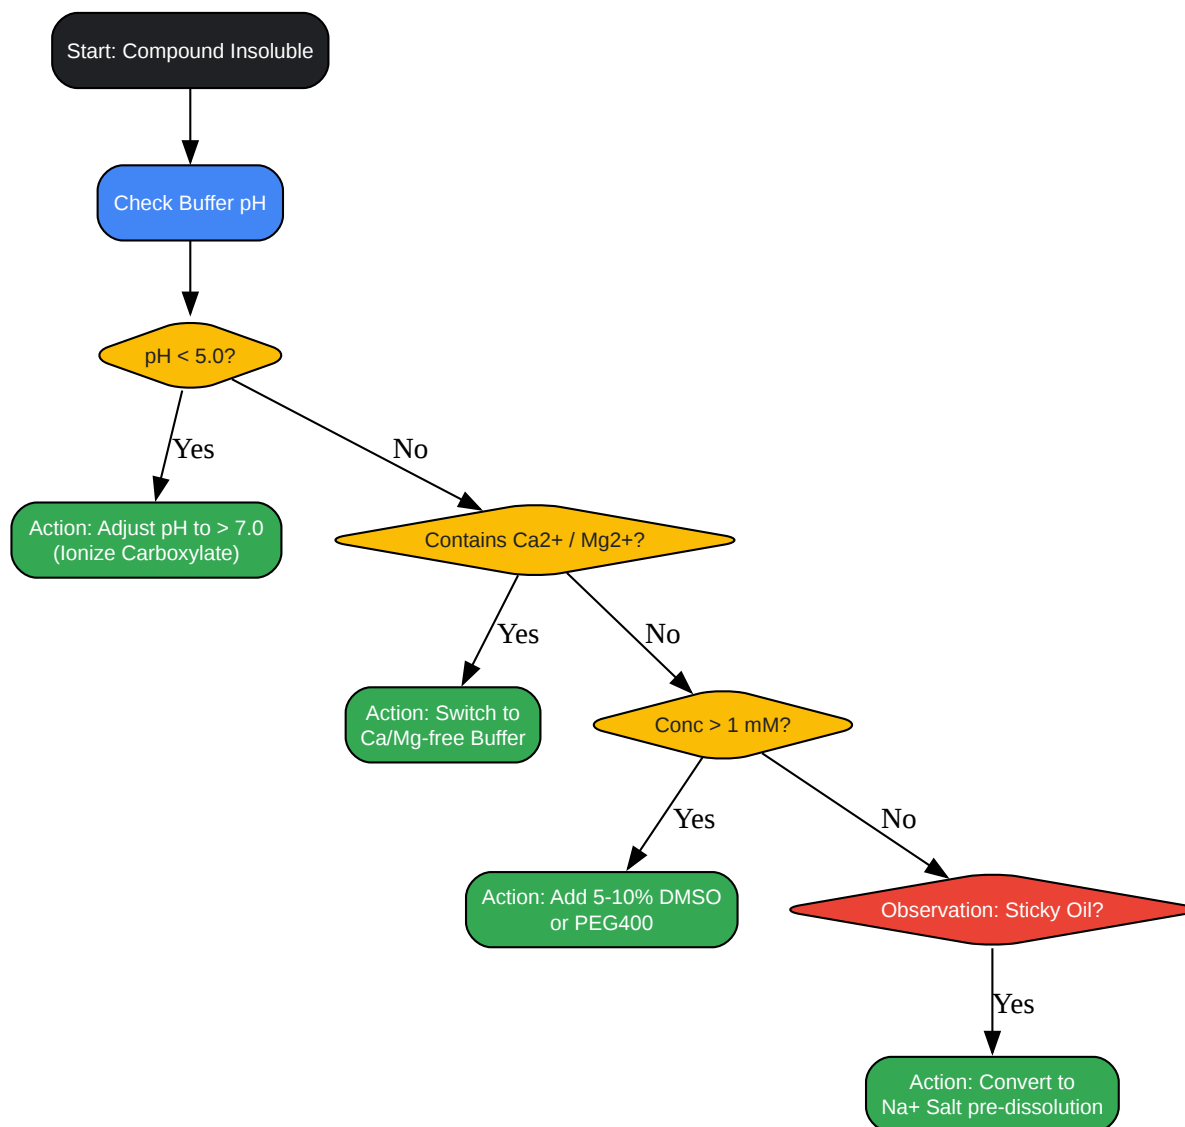 Start: Compound Insoluble
Check Buffer pH
pH < 5.0?
Yes
No
Action: Adjust pH to > 7.0
(Ionize Carboxylate)
Contains Ca2+ / Mg2+?
Yes
No
Action: Switch to
Ca/Mg-free Buffer
Conc > 1 mM?
Yes
No
Action: Add 5-10% DMSO
or PEG400
Observation: Sticky Oil?
Yes
Action: Convert to
Na+ Salt pre-dissolution